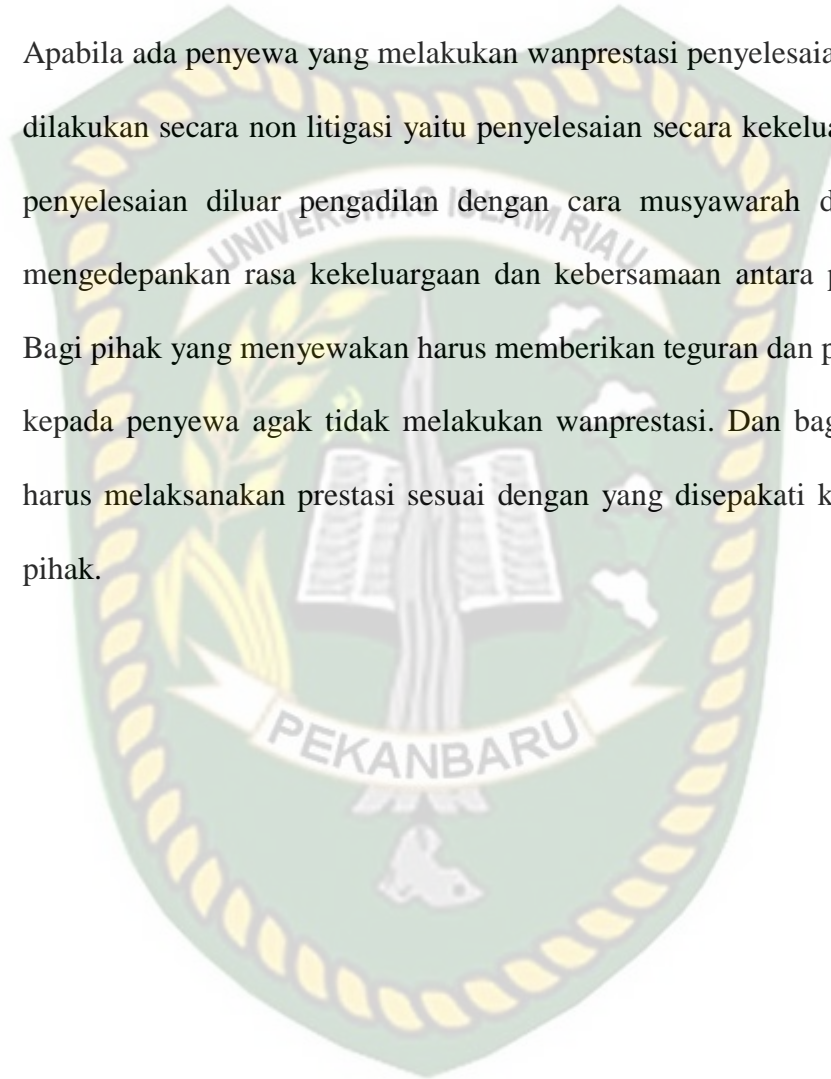 Apabila ada penyewa yang melakukan wanprestasi penyelesaia
dilakukan secara non litigasi yaitu penyelesaian secara kekelua
penyelesaian diluar pengadilan dengan cara musyawarah d
UNIVERSITAS ISLAM RIAU
mengedepankan rasa kekeluargaan dan kebersamaan antara p
Bagi pihak yang menyewakan harus memberikan teguran dan p
kepada penyewa agak tidak melakukan wanprestasi. Dan bag
harus melaksanakan prestasi sesuai dengan yang disepakati k
pihak.
PEKANBARU